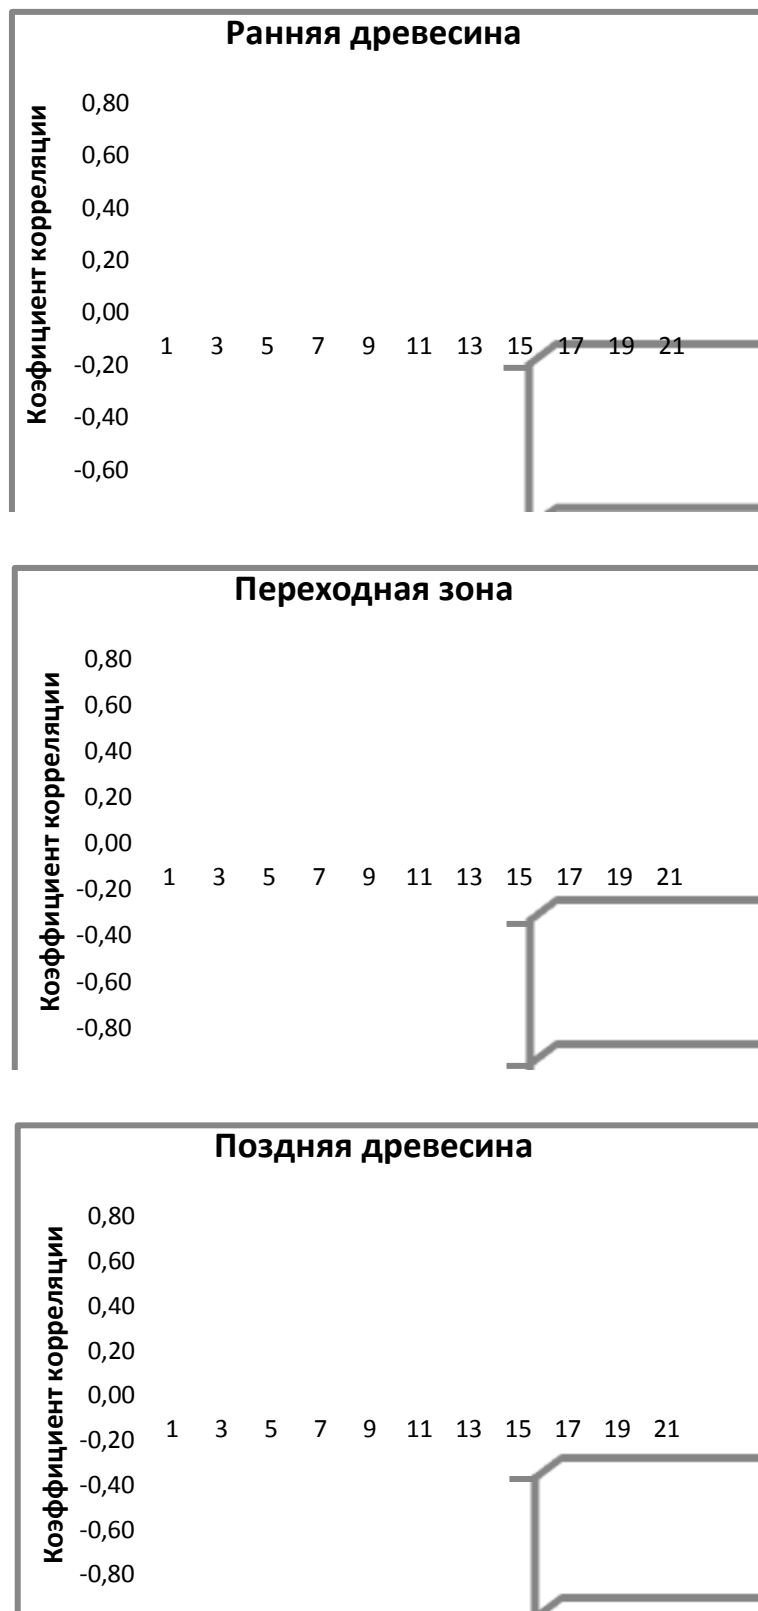 Ранняя древесина
Коэфициент корреляции
0,80
0,60
0,40
0,20
0,00
-0,20
-0,40
-0,60
1 3 5 7 9 11 13 15 17 19 21
Переходная зона
Коэффициент корреляции
0,80
0,60
0,40
0,20
0,00
-0,20
-0,40
-0,60
-0,80
1 3 5 7 9 11 13 15 17 19 21
Поздняя древесина
Коэффициент корреляции
0,80
0,60
0,40
0,20
0,00
-0,20
-0,40
-0,60
-0,80
1 3 5 7 9 11 13 15 17 19 21